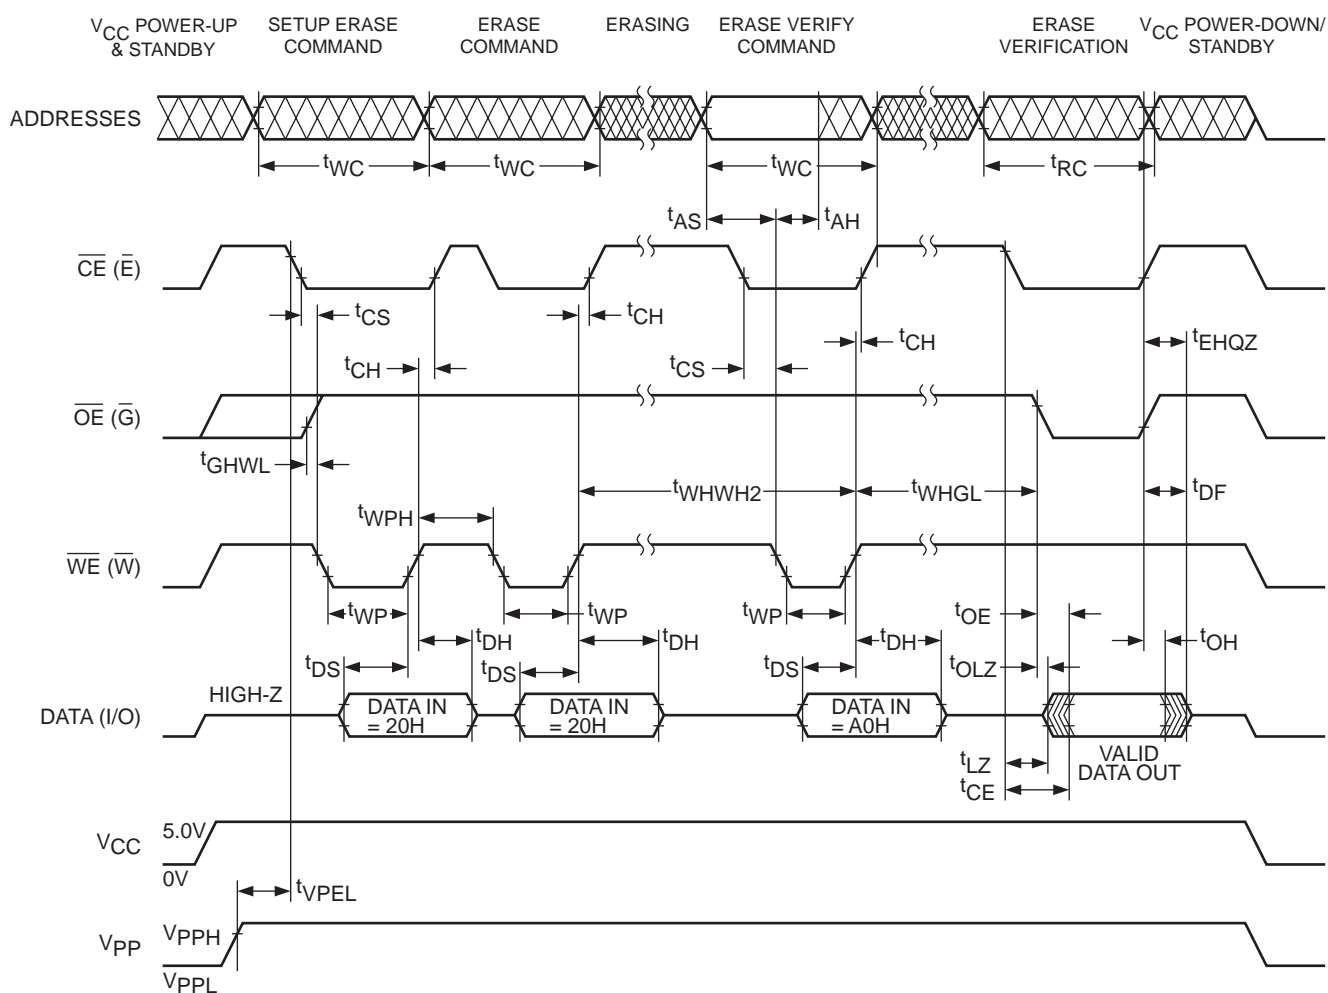 VCC POWER-UP
& STANDBY
SETUP ERASE
COMMAND
ERASE
COMMAND
ERASING
ERASE VERIFY
COMMAND
ERASE
VERIFICATION
VCC POWER-DOWN/
STANDBY
ADDRESSES
tWC
tWC
tWC
tRC
tAS
tAH
CE (E)
tCS
tCH
tCH
tCS
tCH
tEHQZ
OE (G)
tGHWL
tWHWH2
tWHGL
tDF
tWPH
WE (W)
tWP
tWP
tWP
tOE
tDH
tDH
tDH
tOH
tDS
tDS
tDS
tOLZ
HIGH-Z
DATA (I/O)
DATA IN
= 20H
DATA IN
= 20H
DATA IN
= A0H
VALID
DATA OUT
tLZ
tCE
VCC
5.0V
0V
tVPEL
VPP
VPPH
VPPL